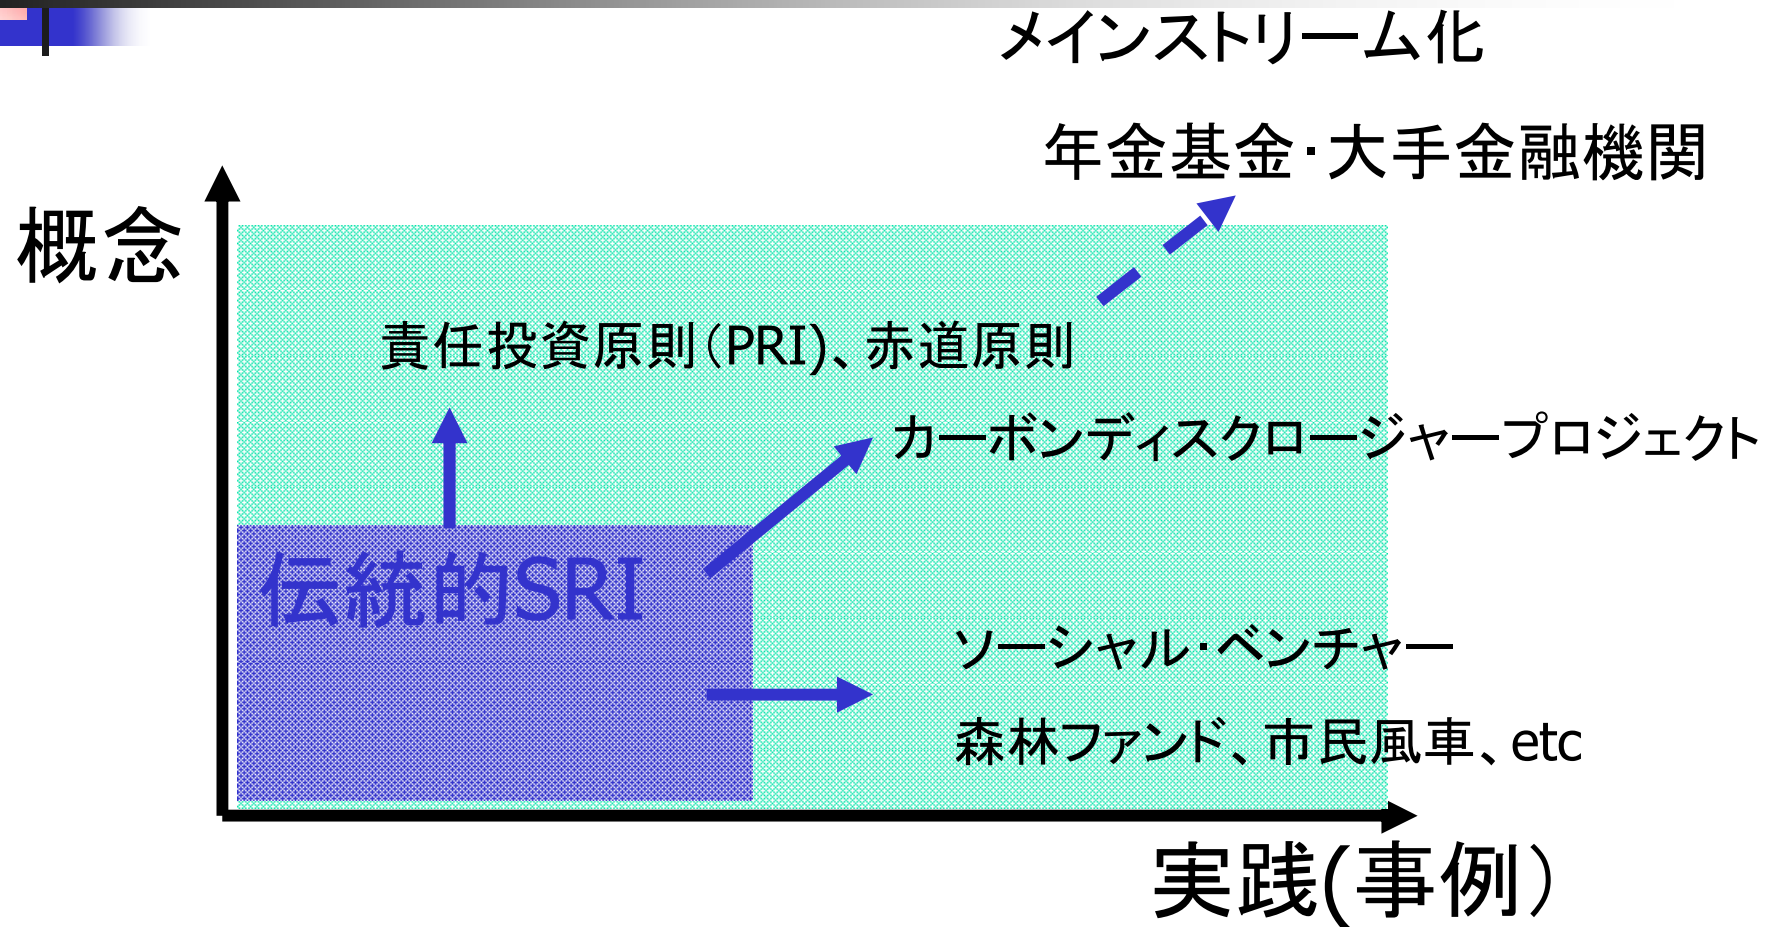 メインストリーム化
年金基金・大手金融機関
概念
責任投資原則（PRI）、赤道原則
カーボンディスクロージャープロジェクト
伝統的SRI
ソーシャル・ベンチャー
森林ファンド、市民風車、etc
実践(事例）